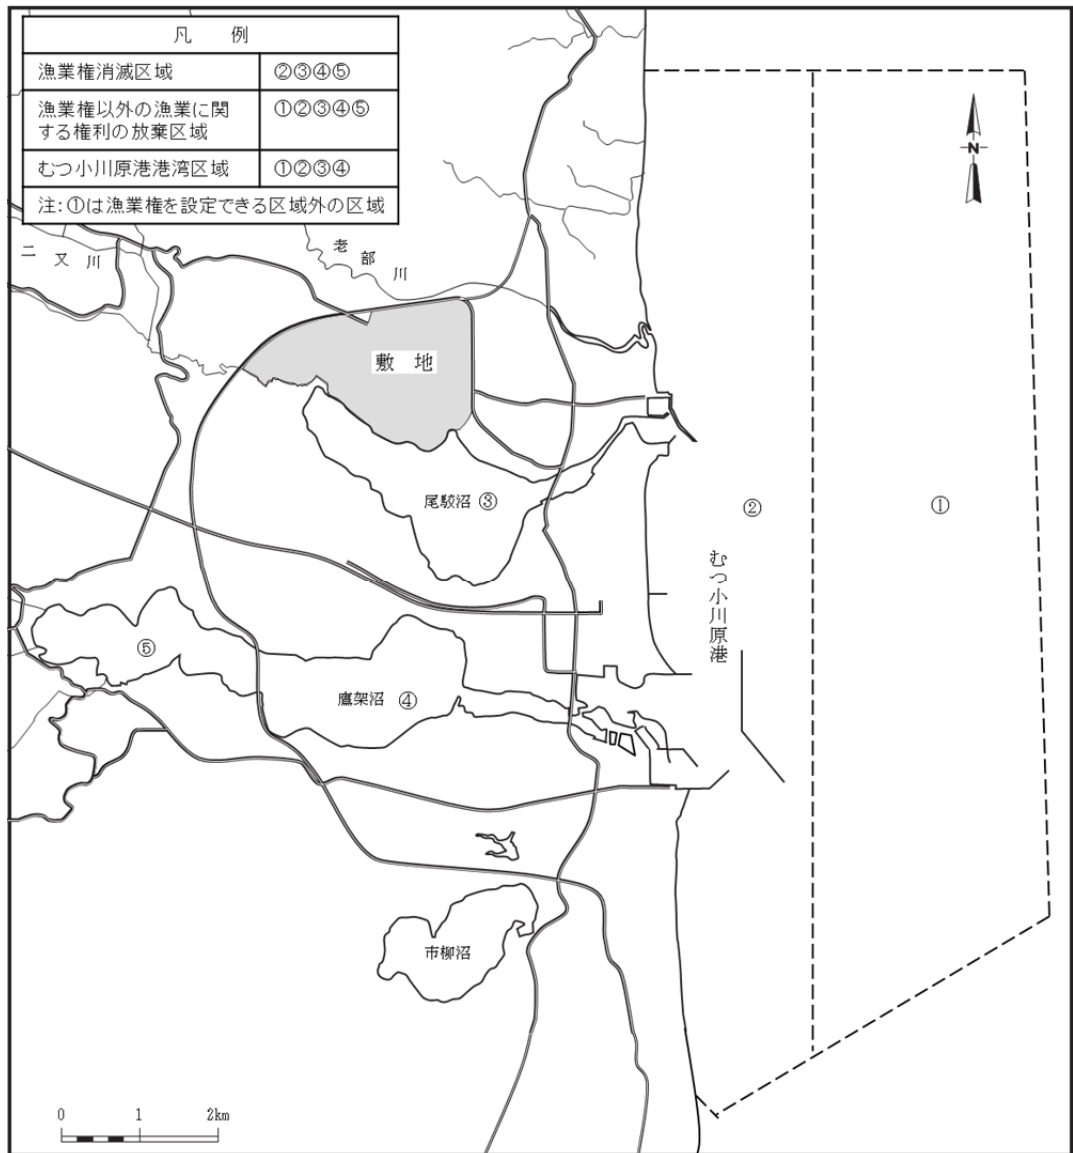 凡 例
漁業権消滅区域 ②③④⑤
漁業権以外の漁業に関
する権利の放棄区域 ①②③④⑤
むつ小川原港港湾区域 ①②③④
注:①は漁業権を設定できる区域外の区域
N
二又川
老部川
敷 地
尾駮沼 ③
②
①
むつ小川原港
⑤
鷹架沼 ④
市柳沼
0 1 2km